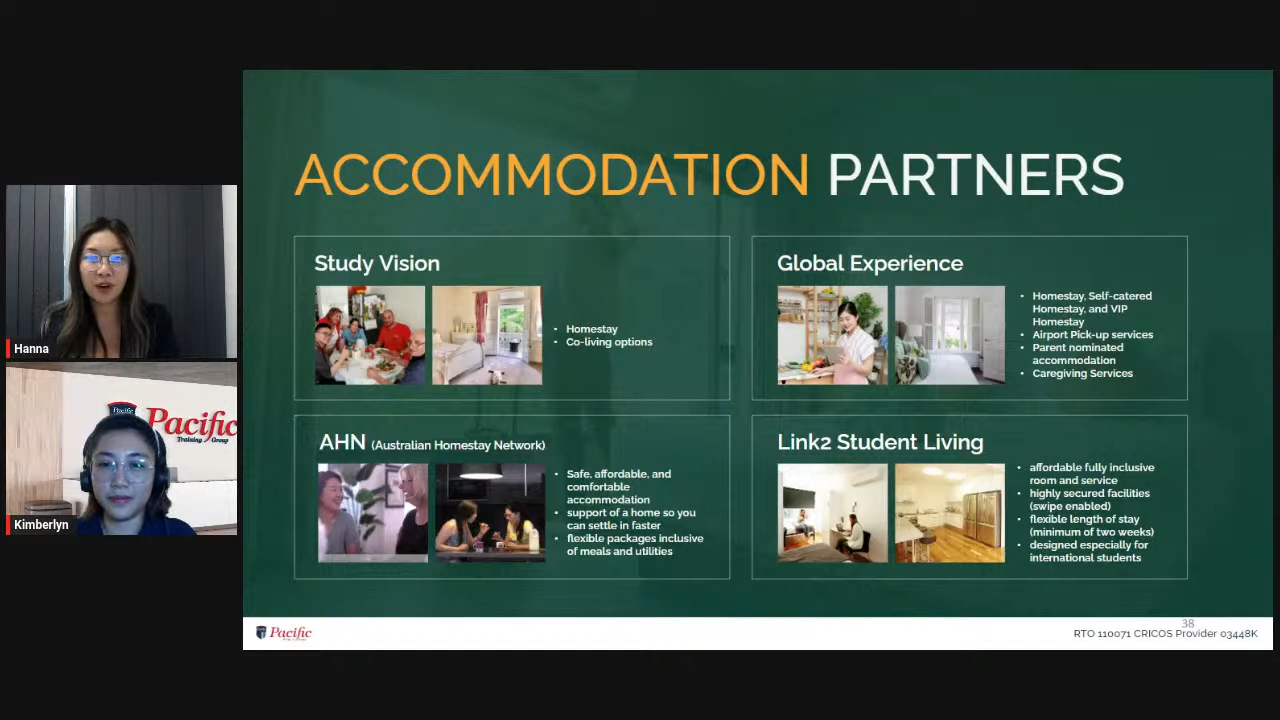 ACCOMMODATION PARTNERS
Study Vision
• Homestay
• Co-living options
Global Experience
• Homestay, Self-catered
Homestay, and VIP
Homestay
• Airport Pick-up services
• Parent nominated
accommodation
• Caregiving Services
AHN (Australian Homestay Network)
• Safe, affordable, and
comfortable
accommodation
• support of a home so you
can settle in faster
• flexible packages inclusive
of meals and utilities
Link2 Student Living
• affordable fully inclusive
room and service
• highly secured facilities
(swipe enabled)
• flexible length of stay
(minimum of two weeks)
• designed especially for
international students
Hanna
Pacific
Pacific
Training Group
Kimberlyn
Pacific
38
RTO 110071 CRICOS Provider 03448K